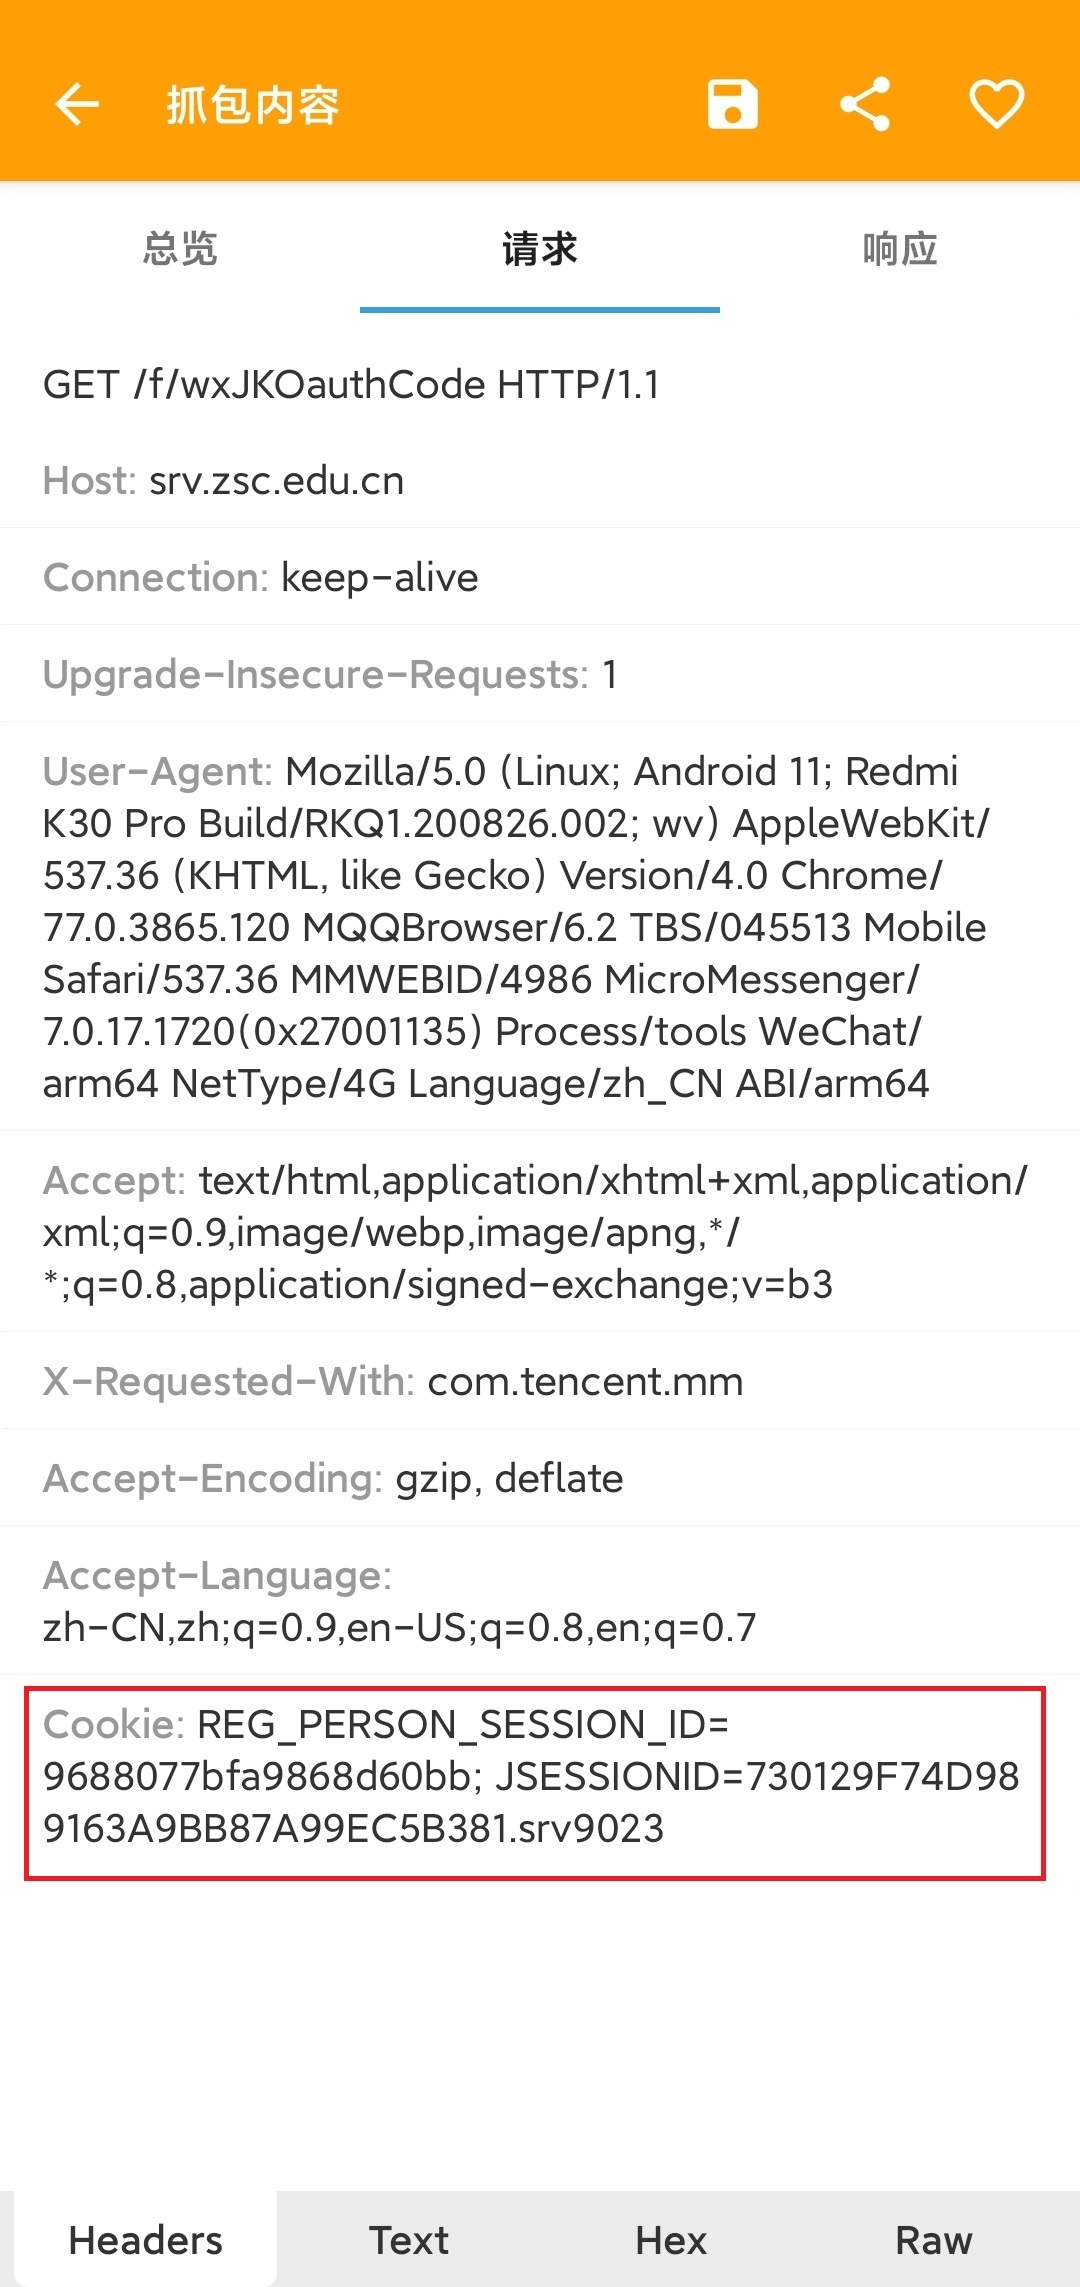 抓包内容
总览
请求
响应
GET /f/wxJKOauthCode HTTP/1.1
Host: srv.zsc.edu.cn
Connection: keep-alive
Upgrade-Insecure-Requests: 1
User-Agent: Mozilla/5.0 (Linux; Android 11; Redmi
K30 Pro Build/RKQ1.200826.002; wv) AppleWebKit/
537.36 (KHTML, like Gecko) Version/4.0 Chrome/
77.0.3865.120 MQQBrowser/6.2 TBS/045513 Mobile
Safari/537.36 MMWEBID/4986 MicroMessenger/
7.0.17.1720(0x27001135) Process/tools WeChat/
arm64 NetType/4G Language/zh_CN ABI/arm64
Accept: text/html,application/xhtml+xml,application/
xml;q=0.9,image/webp,image/apng,*/
*;q=0.8,application/signed-exchange;v=b3
X-Requested-With: com.tencent.mm
Accept-Encoding: gzip, deflate
Accept-Language:
zh-CN,zh;q=0.9,en-US;q=0.8,en;q=0.7
Cookie: REG_PERSON_SESSION_ID=
9688077bfa9868d60bb; JSESSIONID=730129F74D98
9163A9BB87A99EC5B381.srv9023
Headers
Text
Hex
Raw